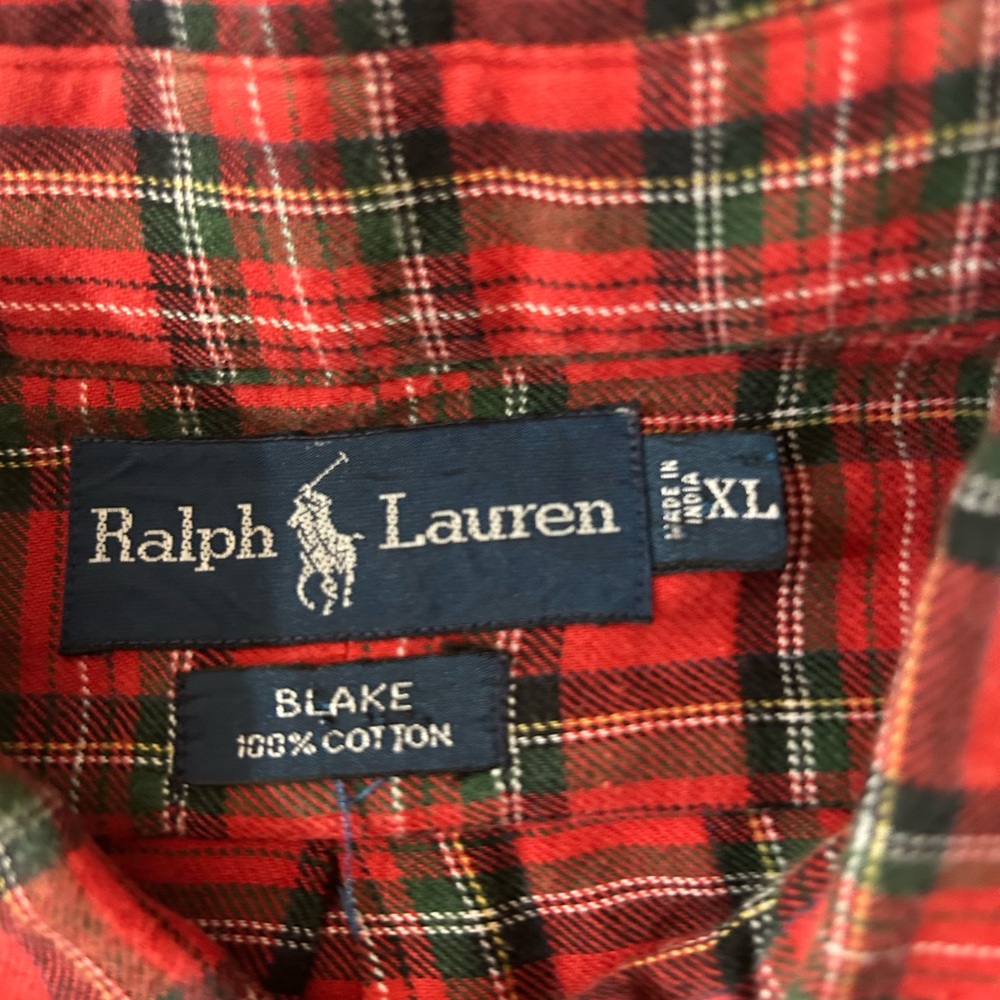 Ralph Lauren
MADE IN
INDIA
XL
BLAKE
100% COTTON